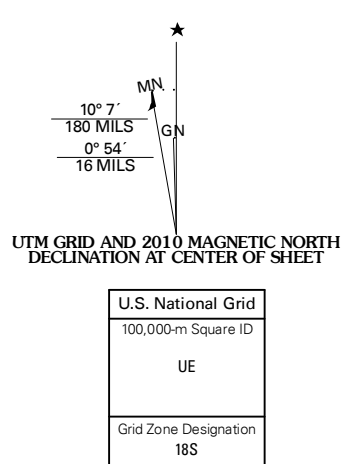 ★
MN
10° 7´
180 MILS
GN
0° 54´
16 MILS
UTM GRID AND 2010 MAGNETIC NORTH
DECLINATION AT CENTER OF SHEET
U.S. National Grid
100,000-m Square ID
UE
Grid Zone Designation
18S